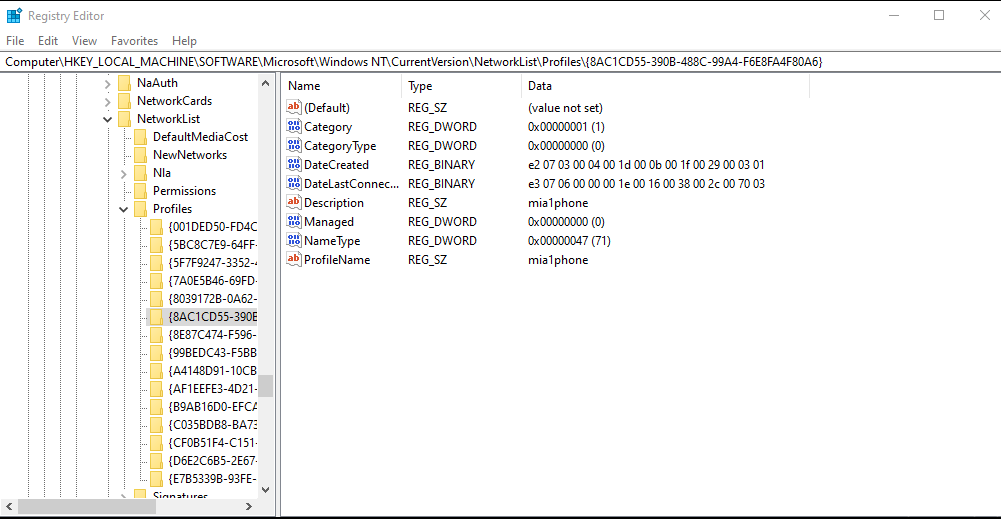 Registry Editor
File Edit View Favorites Help
Computer\HKEY_LOCAL_MACHINE\SOFTWARE\Microsoft\Windows NT\CurrentVersion\NetworkList\Profiles\{8AC1CD55-390B-488C-99A4-F6E8FA4F80A6}
NaAuth
NetworkCards
NetworkList
DefaultMediaCost
NewNetworks
Nla
Permissions
Profiles
{001DED50-FD4C
{5BC8C7E9-64FF-
{5F7F9247-3352-4
{7A0E5B46-69FD-
{8039172B-0A62-
{8AC1CD55-390B
{8E87C474-F596-
{99BEDC43-F5BB
{A4148D91-10CB
{AF1EEFE3-4D21-
{B9AB16D0-EFCA
{C035BDB8-BA73
{CF0B51F4-C151-
{D6E2C6B5-2E67-
{E7B5339B-93FE-
Signatures
Name Type Data
(Default) REG_SZ (value not set)
Category REG_DWORD 0x00000001 (1)
CategoryType REG_DWORD 0x00000000 (0)
DateCreated REG_BINARY e2 07 03 00 04 00 1d 00 0b 00 1f 00 29 00 03 01
DateLastConnec... REG_BINARY e3 07 06 00 00 00 1e 00 16 00 38 00 2c 00 70 03
Description REG_SZ mia1phone
Managed REG_DWORD 0x00000000 (0)
NameType REG_DWORD 0x00000047 (71)
ProfileName REG_SZ mia1phone